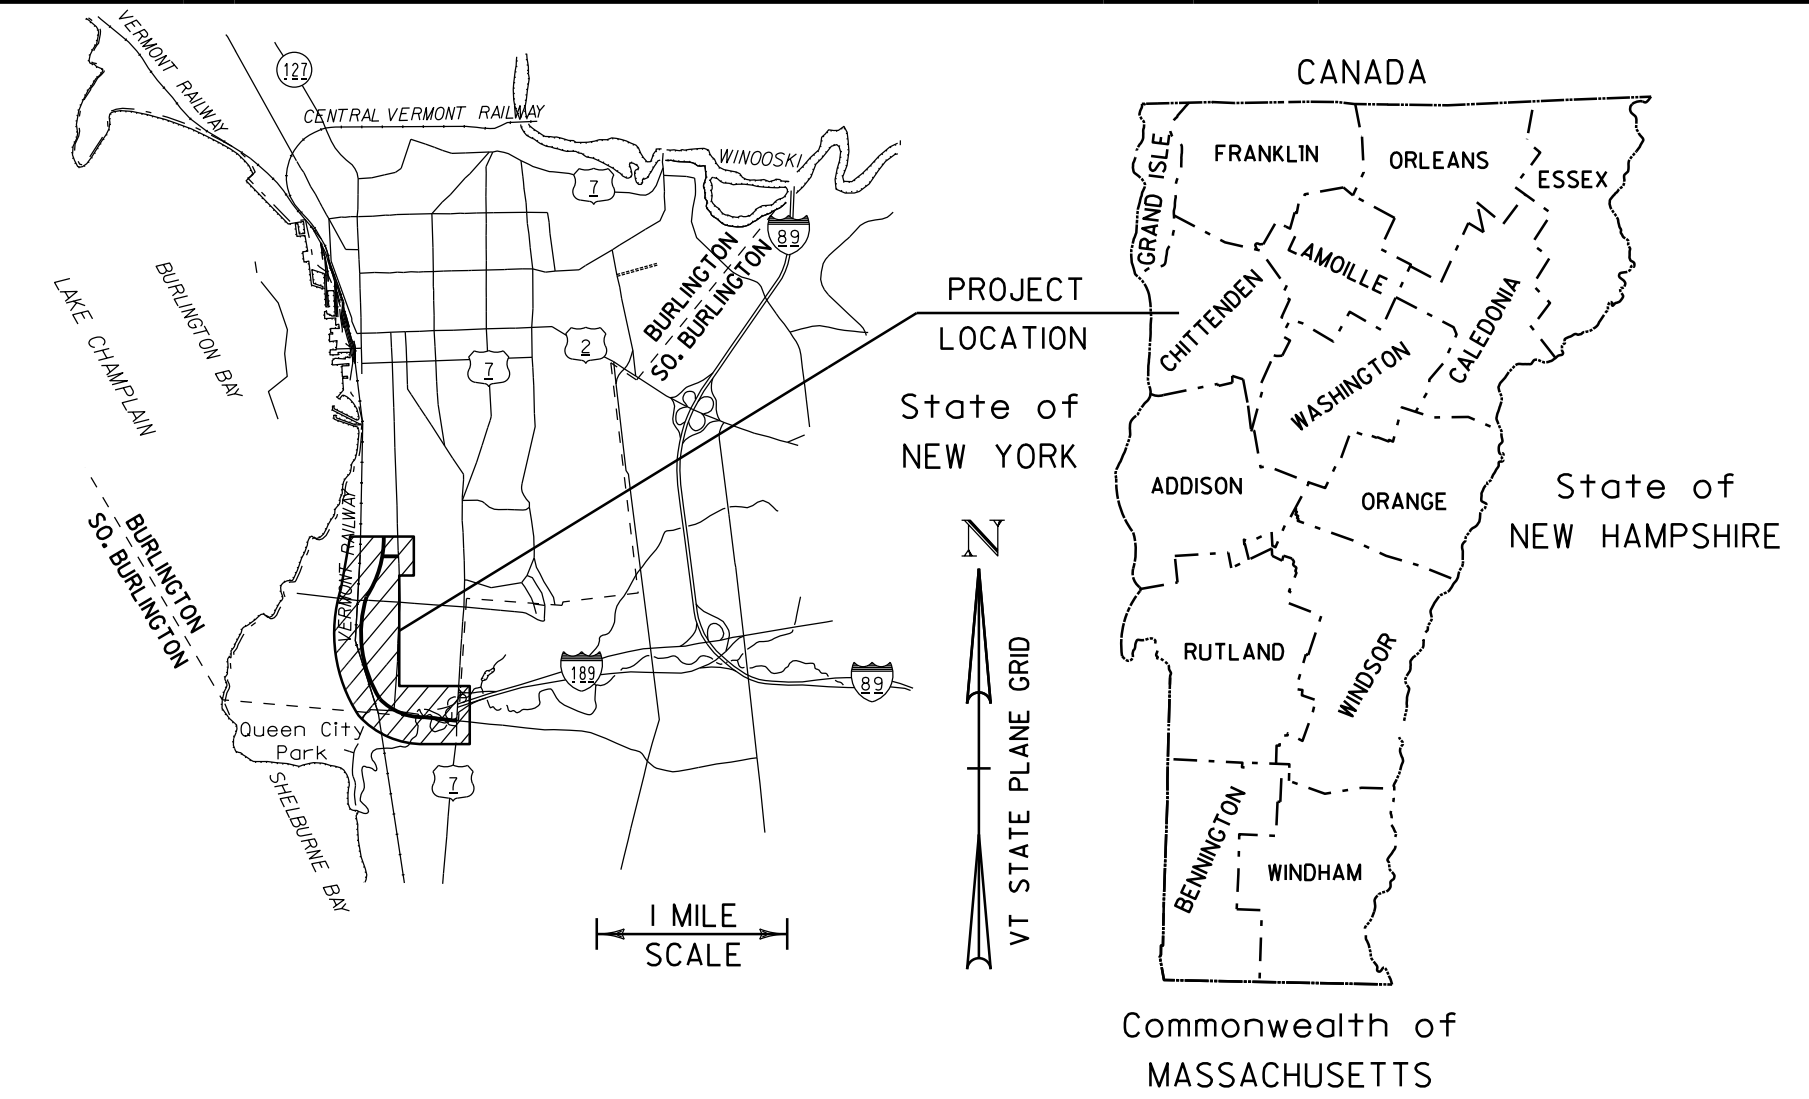 VERMONT RAILWAY
127
CENTRAL VERMONT RAILWAY
WINOOSKI
7
89
BURLINGTON
SO. BURLINGTON
LAKE CHAMPLAIN
BURLINGTON BAY
2
7
VERMONT RAILWAY
BURLINGTON
SO. BURLINGTON
189
89
Queen City
Park
7
SHELBURNE BAY
1 MILE
SCALE
PROJECT
LOCATION
State of
NEW YORK
N
VT STATE PLANE GRID
CANADA
GRAND ISLE
FRANKLIN
ORLEANS
ESSEX
LAMOILLE
CHITTENDEN
CALEDONIA
WASHINGTON
ADDISON
ORANGE
State of
NEW HAMPSHIRE
RUTLAND
WINDSOR
BENNINGTON
WINDHAM
Commonwealth of
MASSACHUSETTS